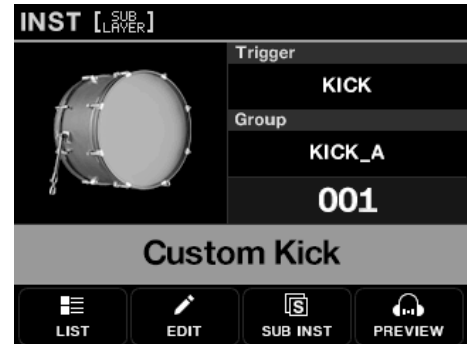 INST [SUB LAYER]
Trigger
KICK
Group
KICK_A
001
Custom Kick
LIST EDIT S SUB INST PREVIEW